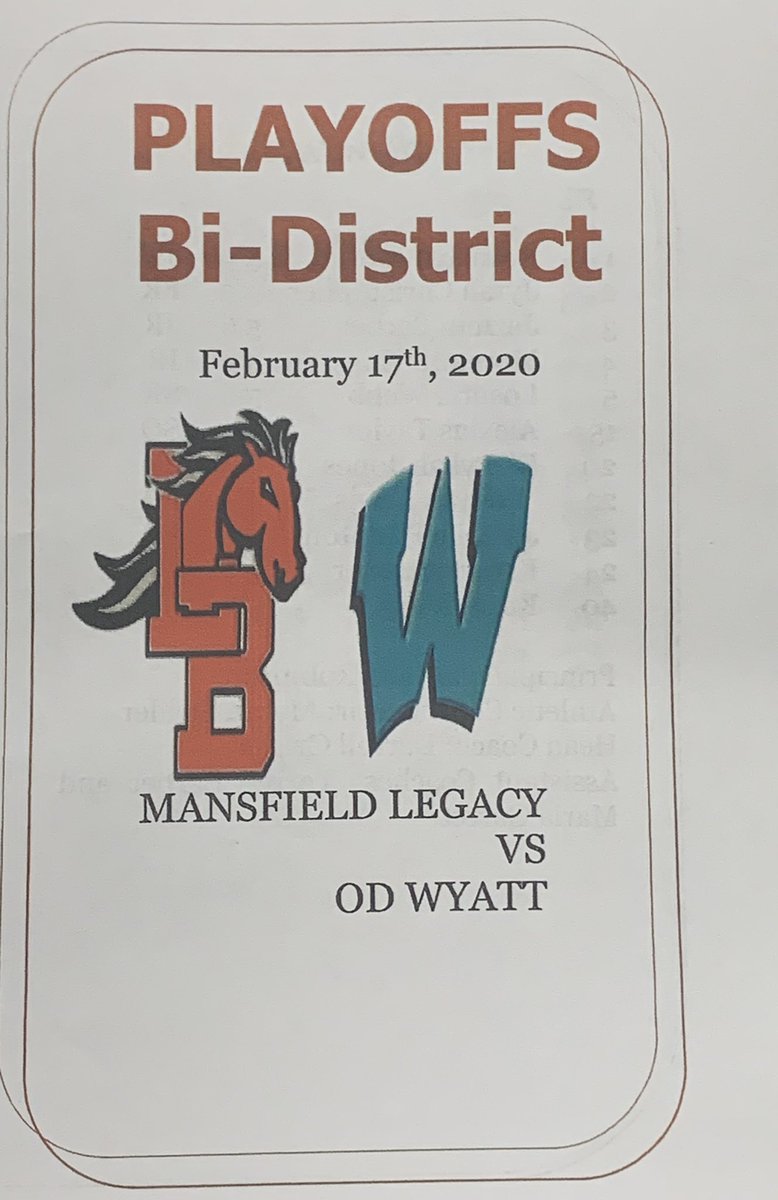 PLAYOFFS
Bi-District
February 17th, 2020
LB
W
MANSFIELD LEGACY
VS
OD WYATT